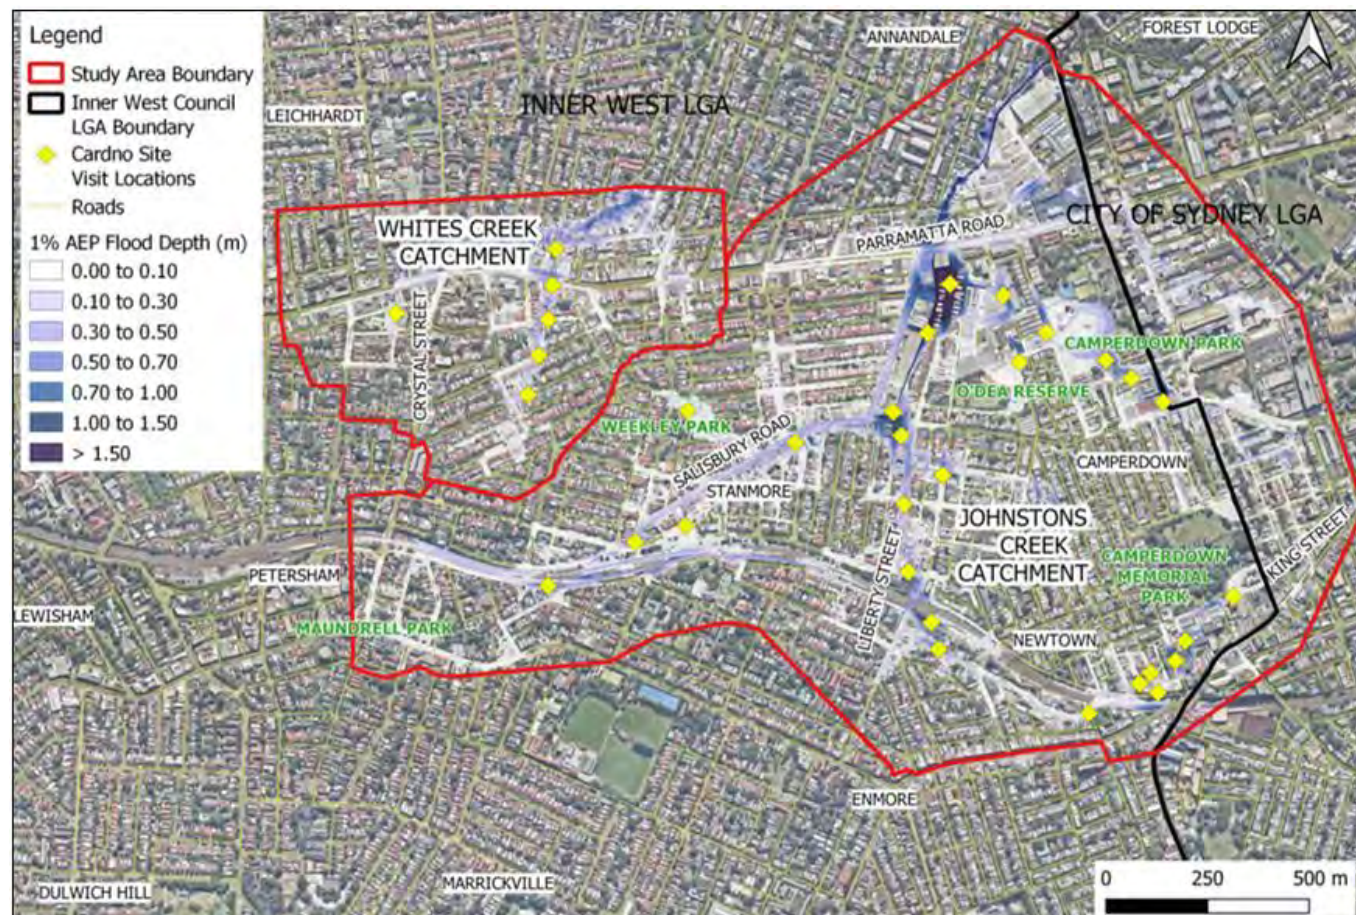 Legend
Study Area Boundary
Inner West Council
LGA Boundary
Cardno Site
Visit Locations
Roads
1% AEP Flood Depth (m)
0.00 to 0.10
0.10 to 0.30
0.30 to 0.50
0.50 to 0.70
0.70 to 1.00
1.00 to 1.50
> 1.50
ANNANDALE
FOREST LODGE
INNER WEST LGA
LEICHHARDT
WHITES CREEK
CATCHMENT
CITY OF SYDNEY LGA
PARRAMATTA ROAD
CRYSTAL STREET
CAMPERDOWN PARK
O'DEA RESERVE
WEEKLEY PARK
SALISBURY ROAD
CAMPERDOWN
STANMORE
JOHNSTONS
CREEK
CATCHMENT
KING STREET
CAMPERDOWN
MEMORIAL
PARK
LIBERTY STREET
PETERSHAM
LEWISHAM
MAUNDRELL PARK
NEWTOWN
ENMORE
MARRICKVILLE
DULWICH HILL
0 250 500 m